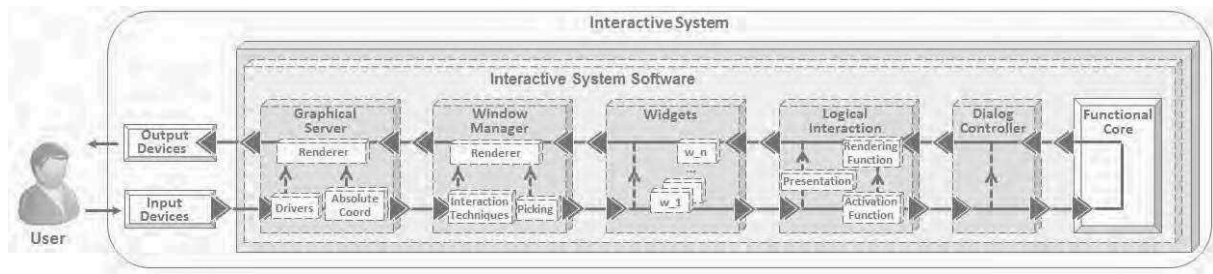 Interactive System
Interactive System Software
Graphical
Server
Window
Manager
Widgets
Logical
Interaction
Dialog
Controller
Functional
Core
Output
Devices
Renderer
Renderer
w_n
...
w_1
Rendering
Function
Presentation
Input
Devices
Drivers
Absolute
Coord
Interaction
Techniques
Picking
Activation
Function
User